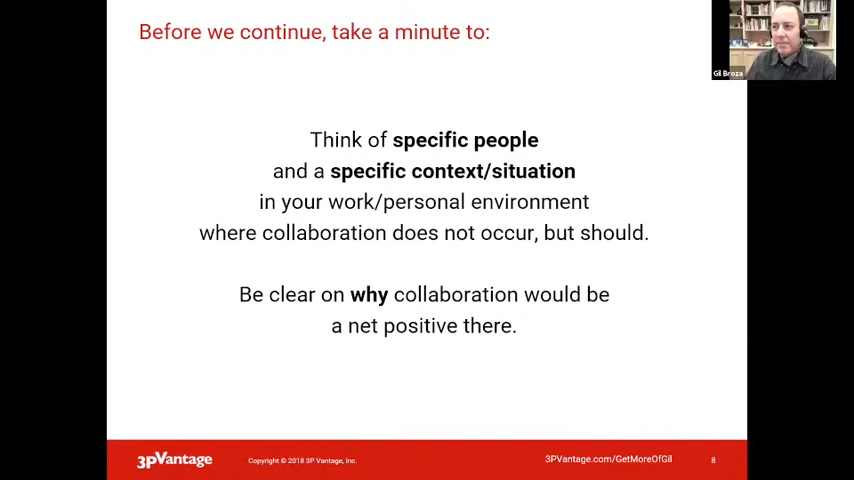 Before we continue, take a minute to:
Gil Broza
Think of specific people
and a specific context/situation
in your work/personal environment
where collaboration does not occur, but should.
Be clear on why collaboration would be
a net positive there.
3PVantage
Copyright © 2018 3P Vantage, Inc.
3PVantage.com/GetMoreOfGil
8